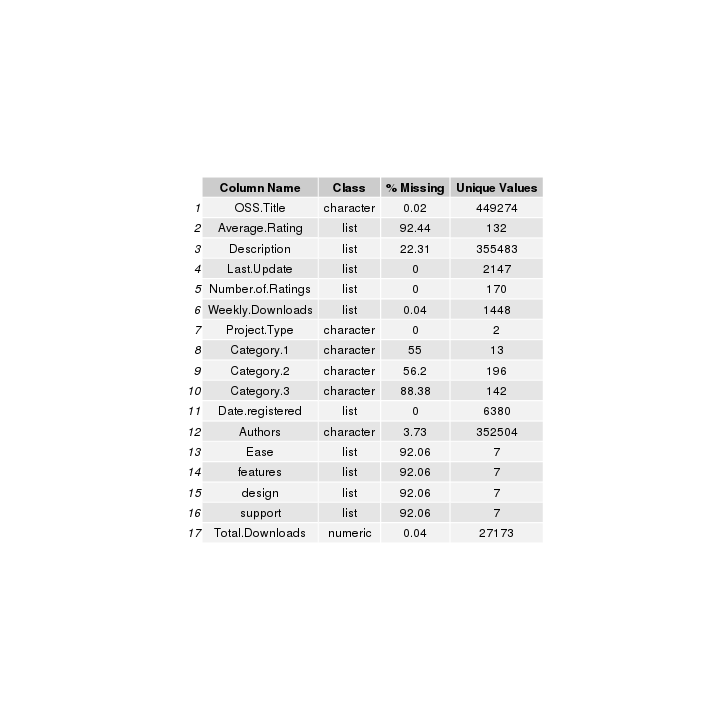 Column Name Class % Missing Unique Values
1 OSS.Title character 0.02 449274
2 Average.Rating list 92.44 132
3 Description list 22.31 355483
4 Last.Update list 0 2147
5 Number.of.Ratings list 0 170
6 Weekly.Downloads list 0.04 1448
7 Project.Type character 0 2
8 Category.1 character 55 13
9 Category.2 character 56.2 196
10 Category.3 character 88.38 142
11 Date.registered list 0 6380
12 Authors character 3.73 352504
13 Ease list 92.06 7
14 features list 92.06 7
15 design list 92.06 7
16 support list 92.06 7
17 Total.Downloads numeric 0.04 27173